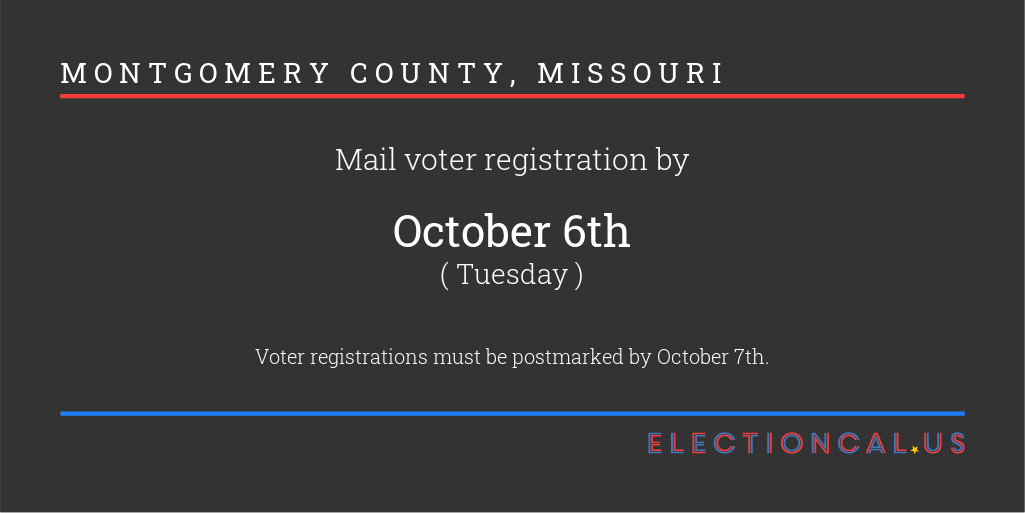 MONTGOMERY COUNTY, MISSOURI
Mail voter registration by
October 6th
( Tuesday )
Voter registrations must be postmarked by October 7th.
ELECTIONCAL.US